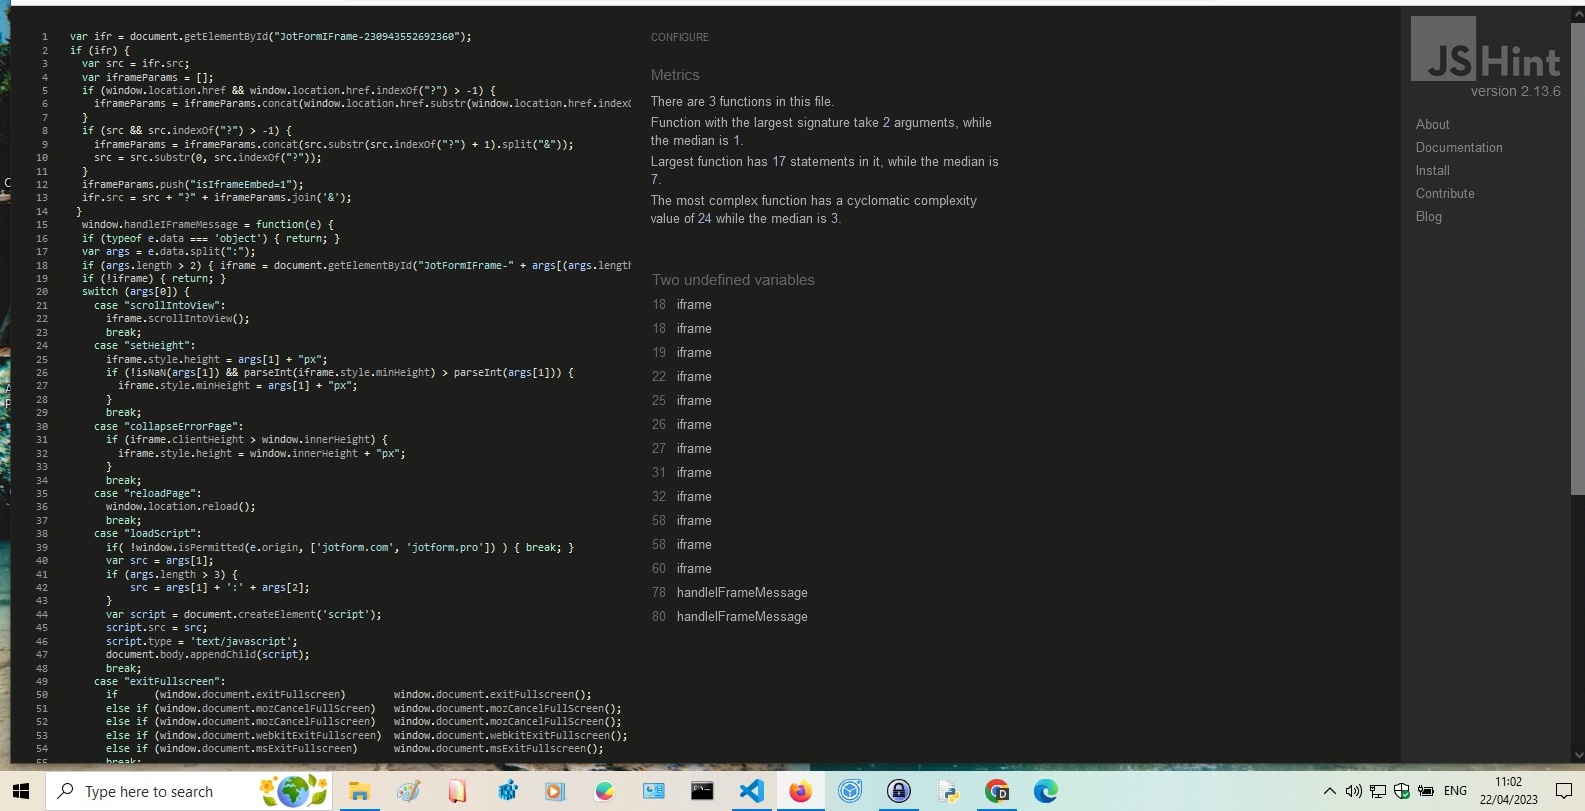 1 var ifr = document.getElementById("JotFormIFrame-230943552692360");
2 if (ifr) {
3 var src = ifr.src;
4 var iframeParams = [];
5 if (window.location.href && window.location.href.indexOf("?") > -1) {
6 iframeParams = iframeParams.concat(window.location.href.substr(window.location.href.index
7 }
8 if (src && src.indexOf("?") > -1) {
9 iframeParams = iframeParams.concat(src.substr(src.indexOf("?") + 1).split("&"));
10 src = src.substr(0, src.indexOf("?"));
11 }
12 iframeParams.push("isIframeEmbed=1");
13 ifr.src = src + "?" + iframeParams.join('&');
14 }
15 window.handleIFrameMessage = function(e) {
16 if (typeof e.data === 'object') { return; }
17 var args = e.data.split(":");
18 if (args.length > 2) { iframe = document.getElementById("JotFormIFrame-" + args[(args.length
19 if (!iframe) { return; }
20 switch (args[0]) {
21 case "scrollIntoView":
22 iframe.scrollIntoView();
23 break;
24 case "setHeight":
25 iframe.style.height = args[1] + "px";
26 if (!isNaN(args[1]) && parseInt(iframe.style.minHeight) > parseInt(args[1])) {
27 iframe.style.minHeight = args[1] + "px";
28 }
29 break;
30 case "collapseErrorPage":
31 if (iframe.clientHeight > window.innerHeight) {
32 iframe.style.height = window.innerHeight + "px";
33 }
34 break;
35 case "reloadPage":
36 window.location.reload();
37 break;
38 case "loadScript":
39 if( !window.isPermitted(e.origin, ['jotform.com', 'jotform.pro']) ) { break; }
40 var src = args[1];
41 if (args.length > 3) {
42 src = args[1] + ':' + args[2];
43 }
44 var script = document.createElement('script');
45 script.src = src;
46 script.type = 'text/javascript';
47 document.body.appendChild(script);
48 break;
49 case "exitFullscreen":
50 if (window.document.exitFullscreen) window.document.exitFullscreen();
51 else if (window.document.mozCancelFullScreen) window.document.mozCancelFullScreen();
52 else if (window.document.mozCancelFullscreen) window.document.mozCancelFullScreen();
53 else if (window.document.webkitExitFullscreen) window.document.webkitExitFullscreen();
54 else if (window.document.msExitFullscreen) window.document.msExitFullscreen();
55 break;
CONFIGURE
Metrics
There are 3 functions in this file.
Function with the largest signature take 2 arguments, while
the median is 1.
Largest function has 17 statements in it, while the median is
7.
The most complex function has a cyclomatic complexity
value of 24 while the median is 3.
Two undefined variables
18 iframe
18 iframe
19 iframe
22 iframe
25 iframe
26 iframe
27 iframe
31 iframe
32 iframe
58 iframe
58 iframe
60 iframe
78 handleIFrameMessage
80 handleIFrameMessage
JSHint
version 2.13.6
About
Documentation
Install
Contribute
Blog
Type here to search
ENG
11:02
22/04/2023